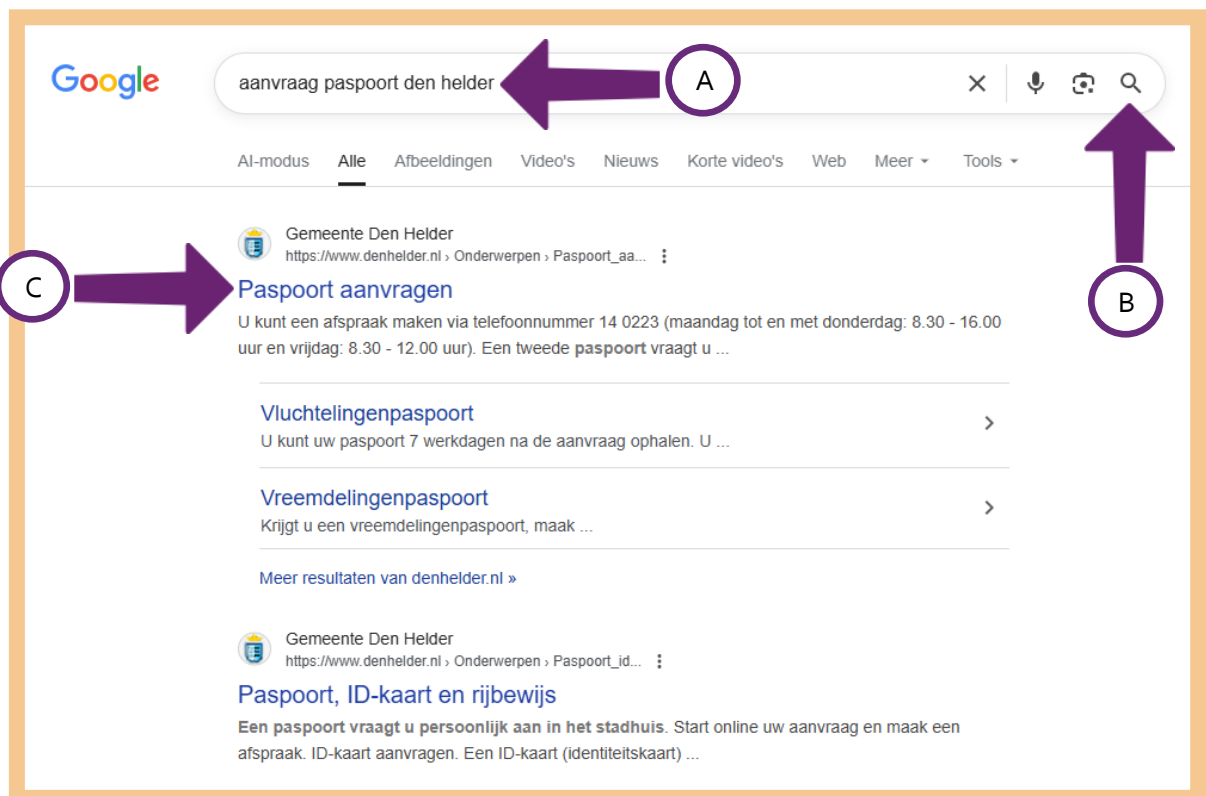 Google
aanvraag paspoort den helder
A
AI-modus Alle Afbeeldingen Video's Nieuws Korte video's Web Meer Tools
B
Gemeente Den Helder
https://www.denhelder.nl › Onderwerpen › Paspoort_aa...
C
Paspoort aanvragen
U kunt een afspraak maken via telefoonnummer 14 0223 (maandag tot en met donderdag: 8.30 - 16.00
uur en vrijdag: 8.30 - 12.00 uur). Een tweede paspoort vraagt u ...
Vluchtelingenpaspoort
U kunt uw paspoort 7 werkdagen na de aanvraag ophalen. U ...
Vreemdelingenpaspoort
Krijgt u een vreemdelingenpaspoort, maak ...
Meer resultaten van denhelder.nl »
Gemeente Den Helder
https://www.denhelder.nl › Onderwerpen › Paspoort_id...
Paspoort, ID-kaart en rijbewijs
Een paspoort vraagt u persoonlijk aan in het stadhuis. Start online uw aanvraag en maak een
afspraak. ID-kaart aanvragen. Een ID-kaart (identiteitskaart) ...